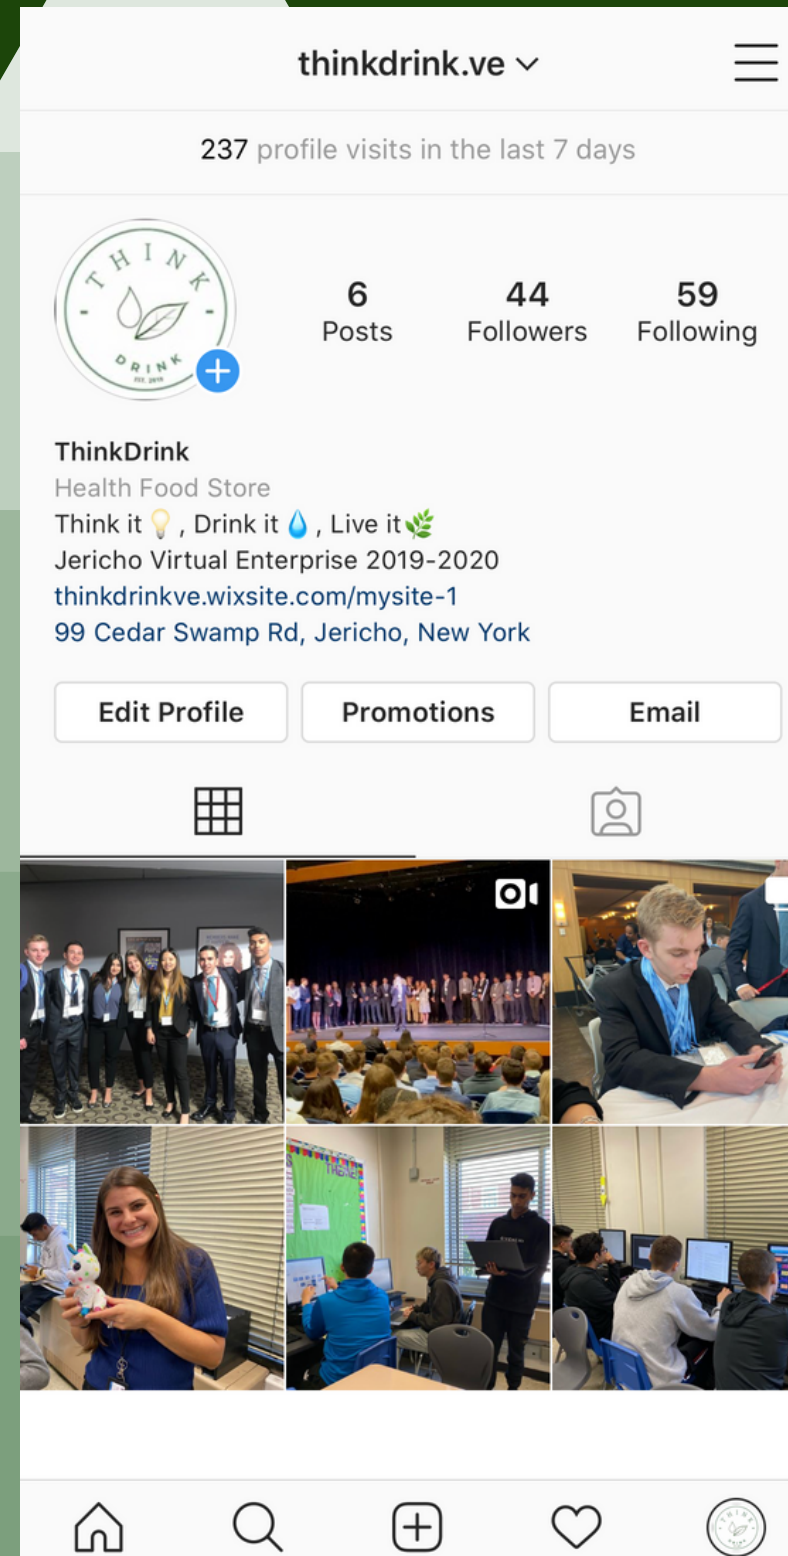 thinkdrink.ve
237 profile visits in the last 7 days
THINK
DRINK
EST. 2019
6
Posts
44
Followers
59
Following
ThinkDrink
Health Food Store
Think it 💡 , Drink it 💧 , Live it 🌿
Jericho Virtual Enterprise 2019-2020
thinkdrinkve.wixsite.com/mysite-1
99 Cedar Swamp Rd, Jericho, New York
Edit Profile
Promotions
Email